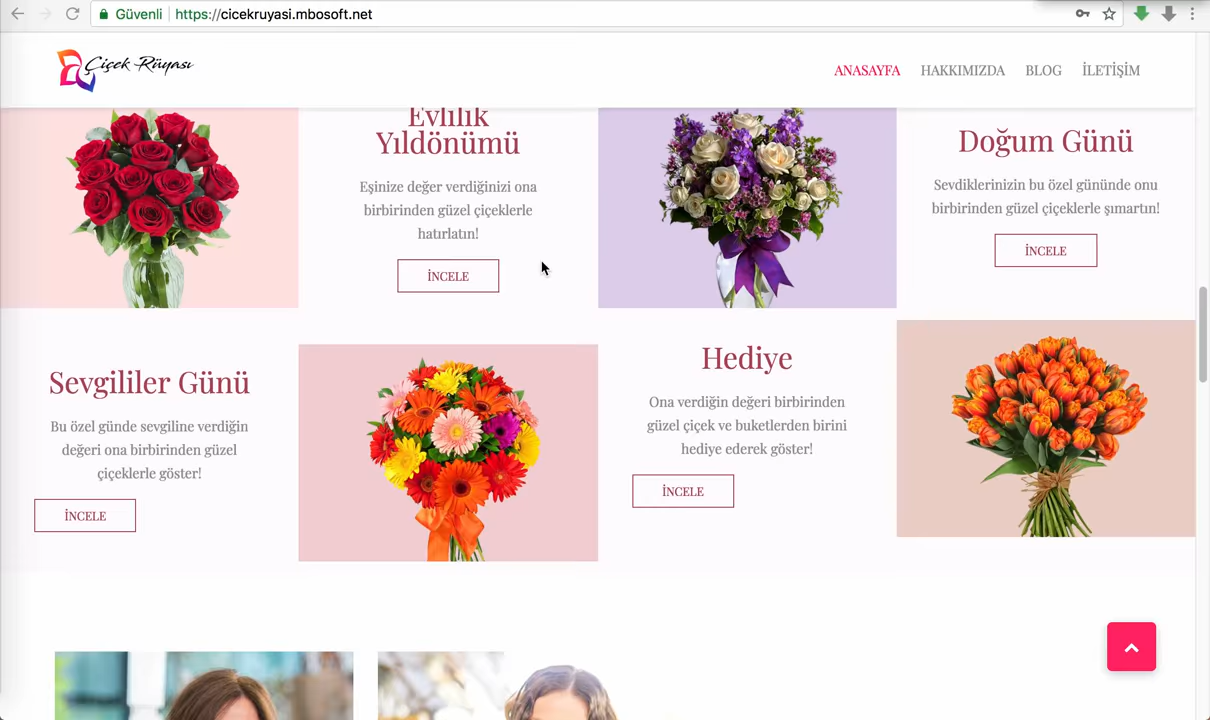 Güvenli
https://cicekruyasi.mbosoft.net
Çiçek Rüyası
ANASAYFA
HAKKIMIZDA
BLOG
İLETİŞİM
Evlilik
Yıldönümü
Eşinize değer verdiğinizi ona
birbirinden güzel çiçeklerle
hatırlatın!
İNCELE
Doğum Günü
Sevdiklerinizin bu özel gününde onu
birbirinden güzel çiçeklerle şımartın!
İNCELE
Sevgililer Günü
Bu özel günde sevgiline verdiğin
değeri ona birbirinden güzel
çiçeklerle göster!
İNCELE
Hediye
Ona verdiğin değeri birbirinden
güzel çiçek ve buketlerden birini
hediye ederek göster!
İNCELE